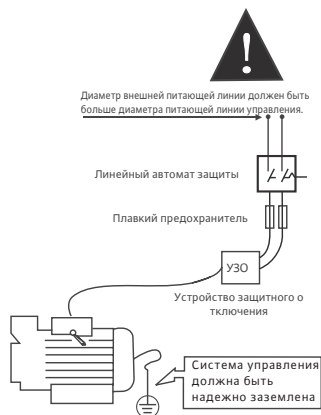 Диаметр внешней питающей линии должен быть
больше диаметра питающей линии управления.
Линейный автомат защиты
Плавкий предохранитель
УЗО
Устройство защитного о
тключения
Система управления
должна быть
надежно заземлена